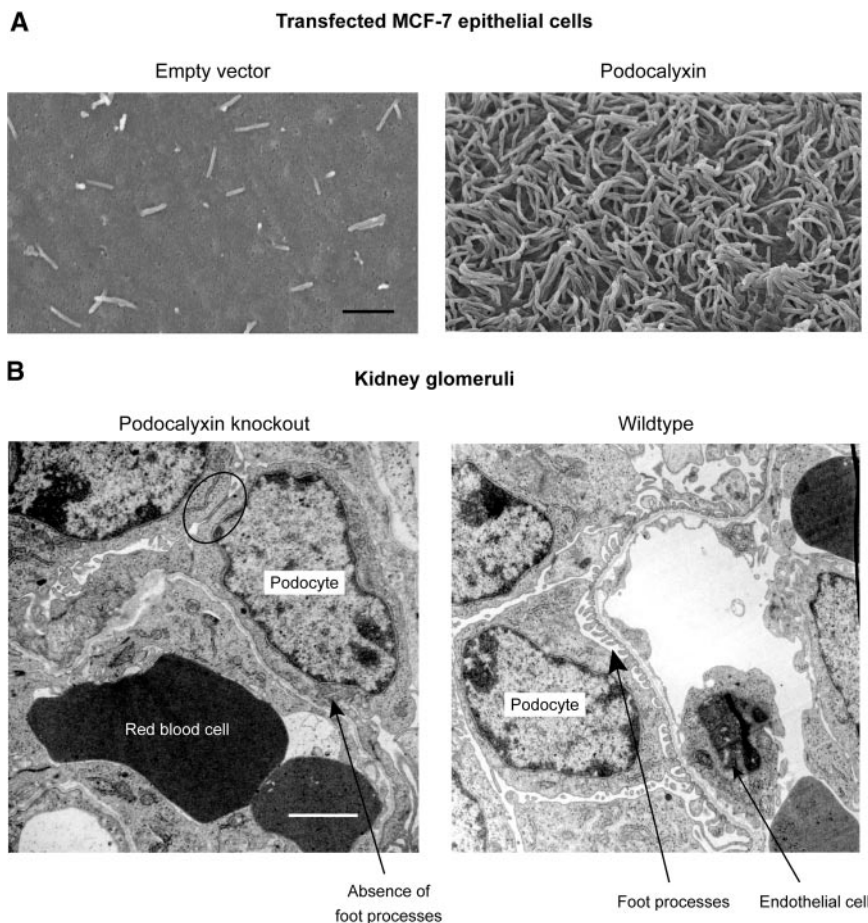 A
Transfected MCF-7 epithelial cells
Empty vector
Podocalyxin
B
Kidney glomeruli
Podocalyxin knockout
Wildtype
Podocyte
Podocyte
Red blood cell
Absence of
foot processes
Foot processes
Endothelial cell